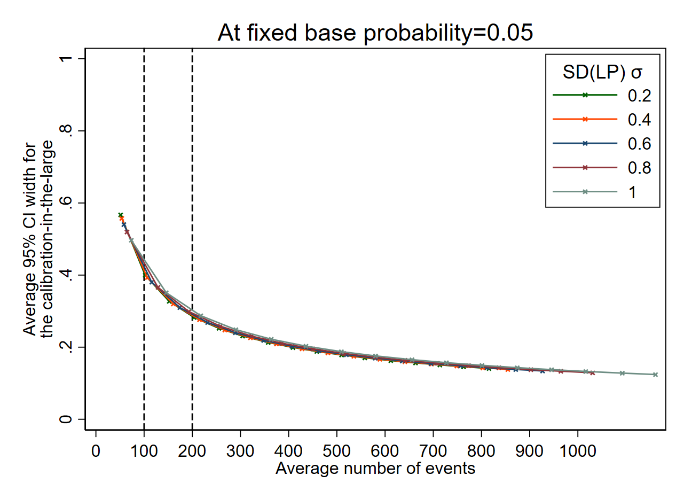 At fixed base probability=0.05
SD(LP) σ
0.2
0.4
0.6
0.8
1
Average 95% CI width for
the calibration-in-the-large
1
.8
.6
.4
.2
0
0 100 200 300 400 500 600 700 800 900 1000
Average number of events